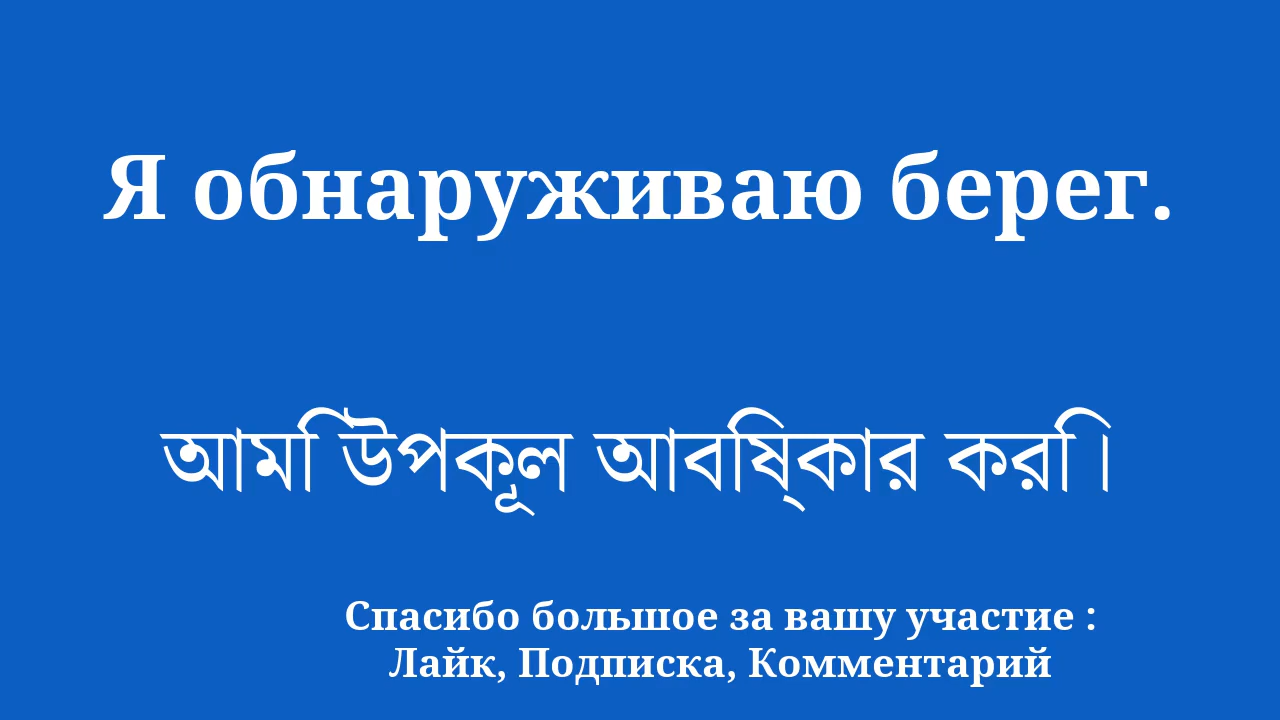 Я обнаруживаю берег.
আমি উপকূল আবিষ্কার করি।
Спасибо большое за вашу участие :
Лайк, Подписка, Комментарий